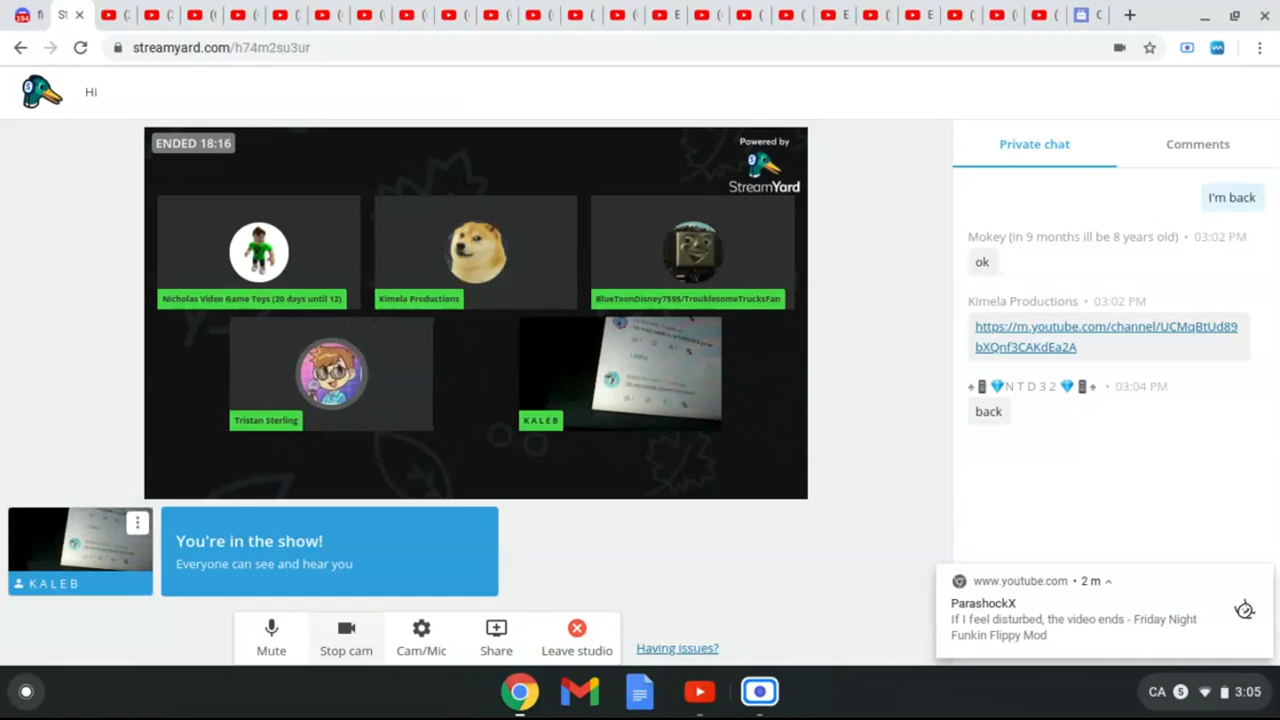 194
streamyard.com/h74m2su3ur
Hi
ENDED 18:16
Powered by
StreamYard
Nicholas Video Game Toys (20 days until 12)
Kimela Productions
BlueToonDisney7595/TroublesomeTrucksFan
Tristan Sterling
K A L E B
Private chat
Comments
I'm back
Mokey (in 9 months ill be 8 years old) • 03:02 PM
ok
Kimela Productions • 03:02 PM
https://m.youtube.com/channel/UCMqBtUd89
bXQnf3CAKdEa2A
♠️📱💎N T D 3 2 💎📱♠️ • 03:04 PM
back
K A L E B
You're in the show!
Everyone can see and hear you
www.youtube.com • 2 m
ParashockX
If I feel disturbed, the video ends - Friday Night
Funkin Flippy Mod
Mute
Stop cam
Cam/Mic
Share
Leave studio
Having issues?
CA
5
3:05